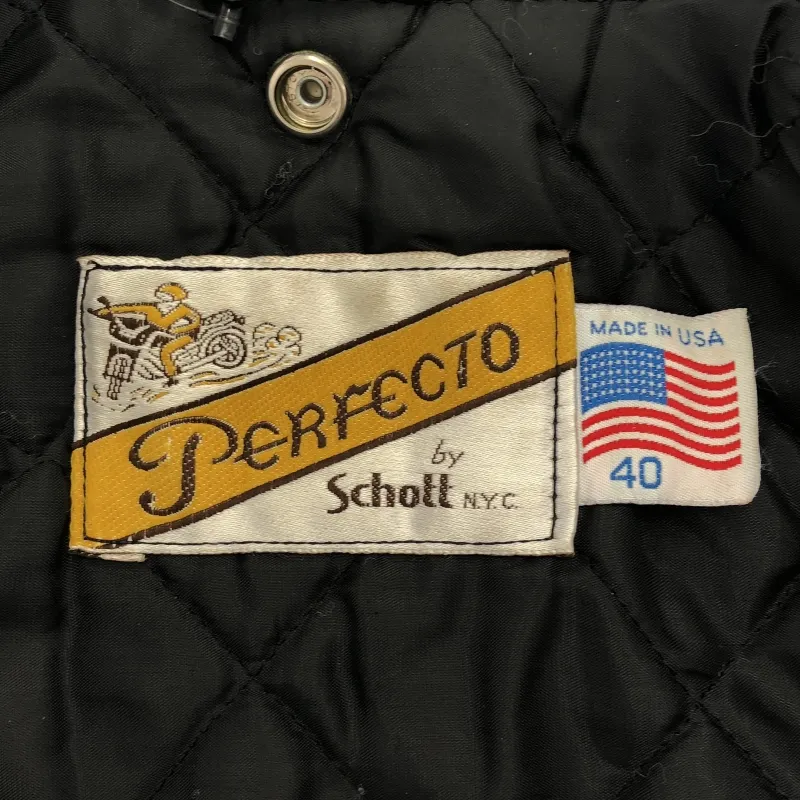 PERFECTO
by
Schott N.Y.C.
MADE IN USA
40